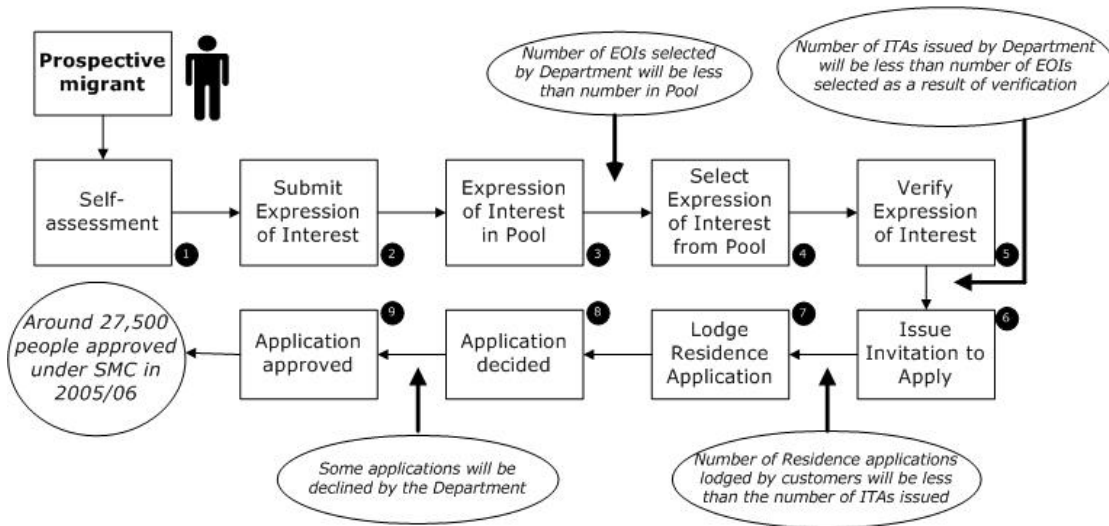 Prospective
migrant
Number of EOIs selected
by Department will be less
than number in Pool
Number of ITAs issued by Department
will be less than number of EOIs
selected as a result of verification
Self-
assessment
1
Submit
Expression
of Interest
2
Expression
of Interest
in Pool
3
Select
Expression
of Interest
from Pool
4
Verify
Expression
of Interest
5
Issue
Invitation to
Apply
6
Lodge
Residence
Application
7
Application
decided
8
Application
approved
9
Around 27,500
people approved
under SMC in
2005/06
Some applications will be
declined by the Department
Number of Residence applications
lodged by customers will be less
than the number of ITAs issued